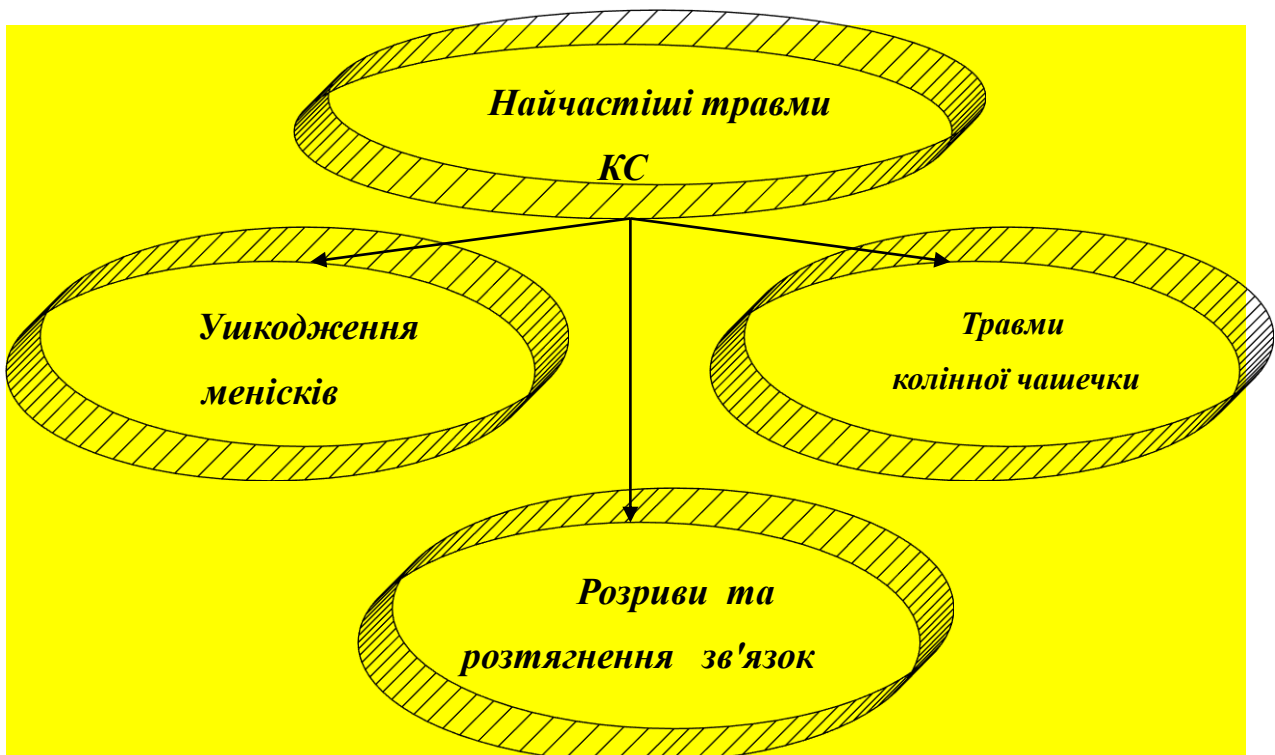 Найчастіші травми
КС
Ушкодження
менісків
Травми
колінної чашечки
Розриви та
розтягнення зв'язок